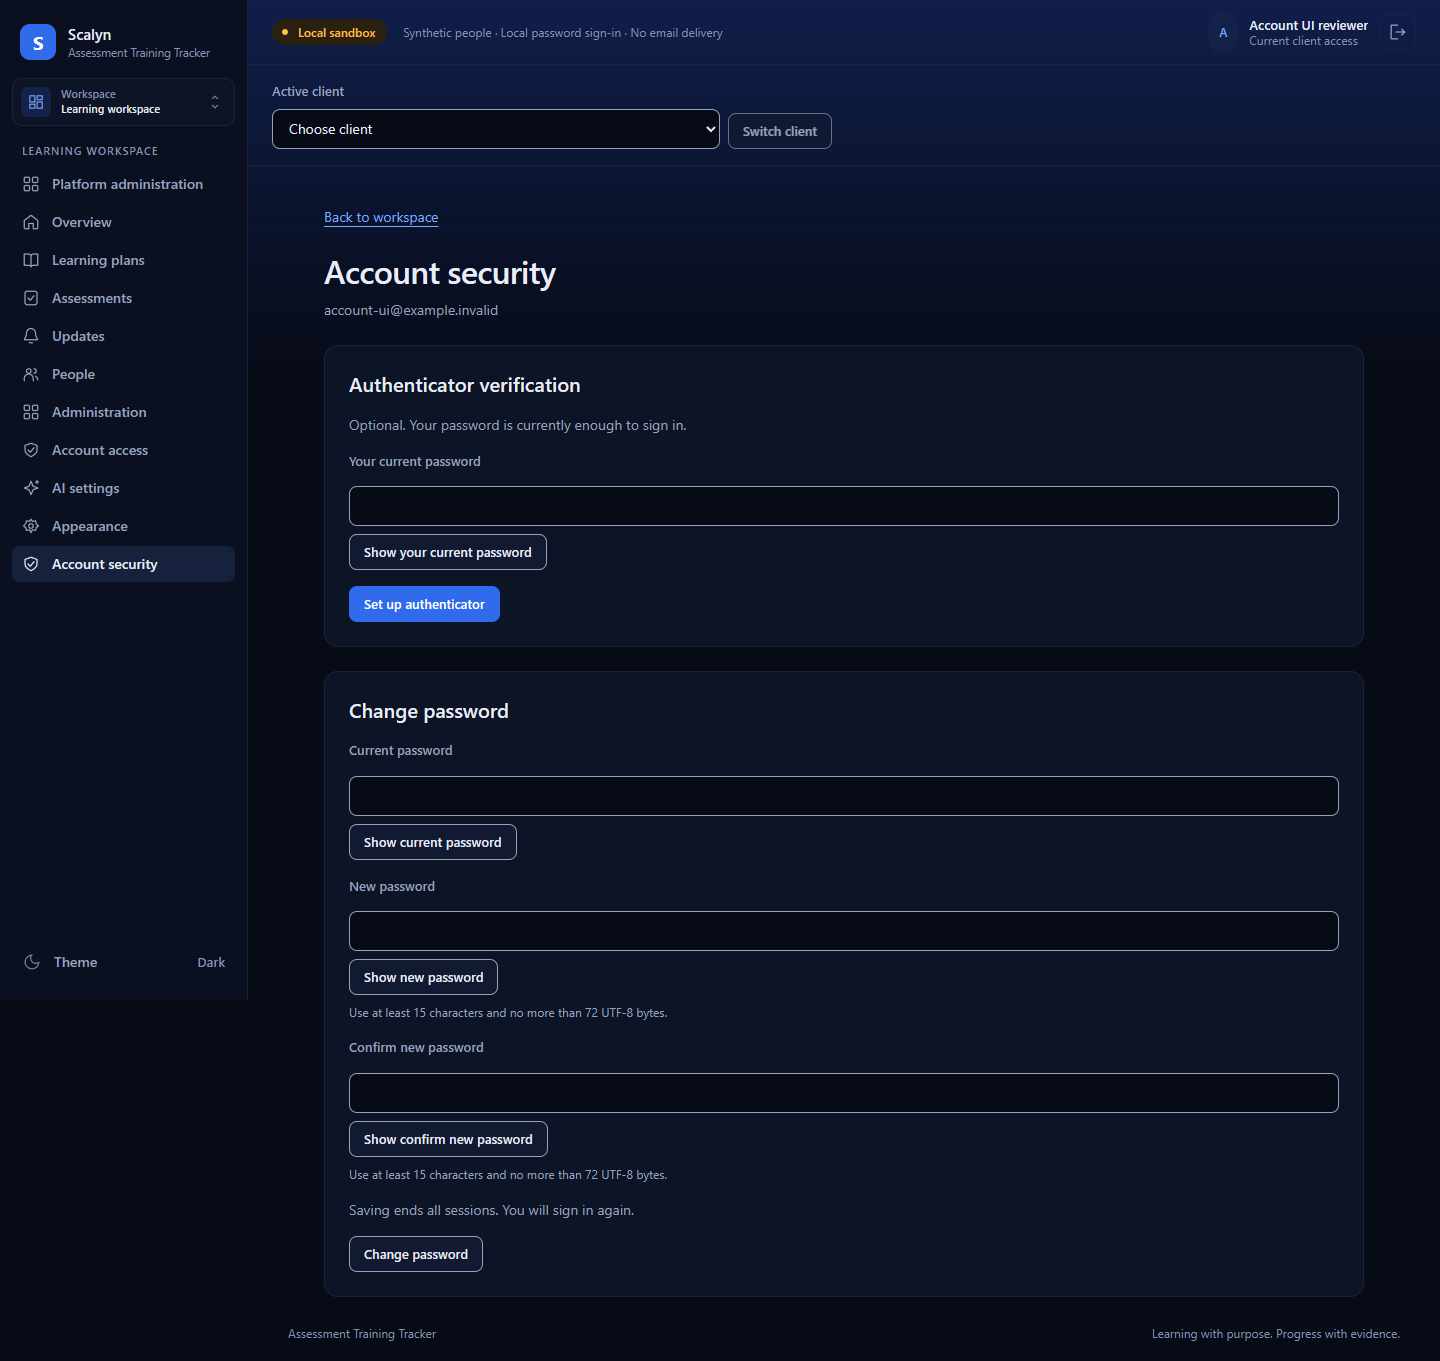 S
Scalyn
Assessment Training Tracker
Workspace
Learning workspace
LEARNING WORKSPACE
Platform administration
Overview
Learning plans
Assessments
Updates
People
Administration
Account access
AI settings
Appearance
Account security
Theme Dark
Local sandbox Synthetic people · Local password sign-in · No email delivery
A
Account UI reviewer
Current client access
Active client
Choose client
Switch client
Back to workspace
Account security
account-ui@example.invalid
Authenticator verification
Optional. Your password is currently enough to sign in.
Your current password
Show your current password
Set up authenticator
Change password
Current password
Show current password
New password
Show new password
Use at least 15 characters and no more than 72 UTF-8 bytes.
Confirm new password
Show confirm new password
Use at least 15 characters and no more than 72 UTF-8 bytes.
Saving ends all sessions. You will sign in again.
Change password
Assessment Training Tracker
Learning with purpose. Progress with evidence.